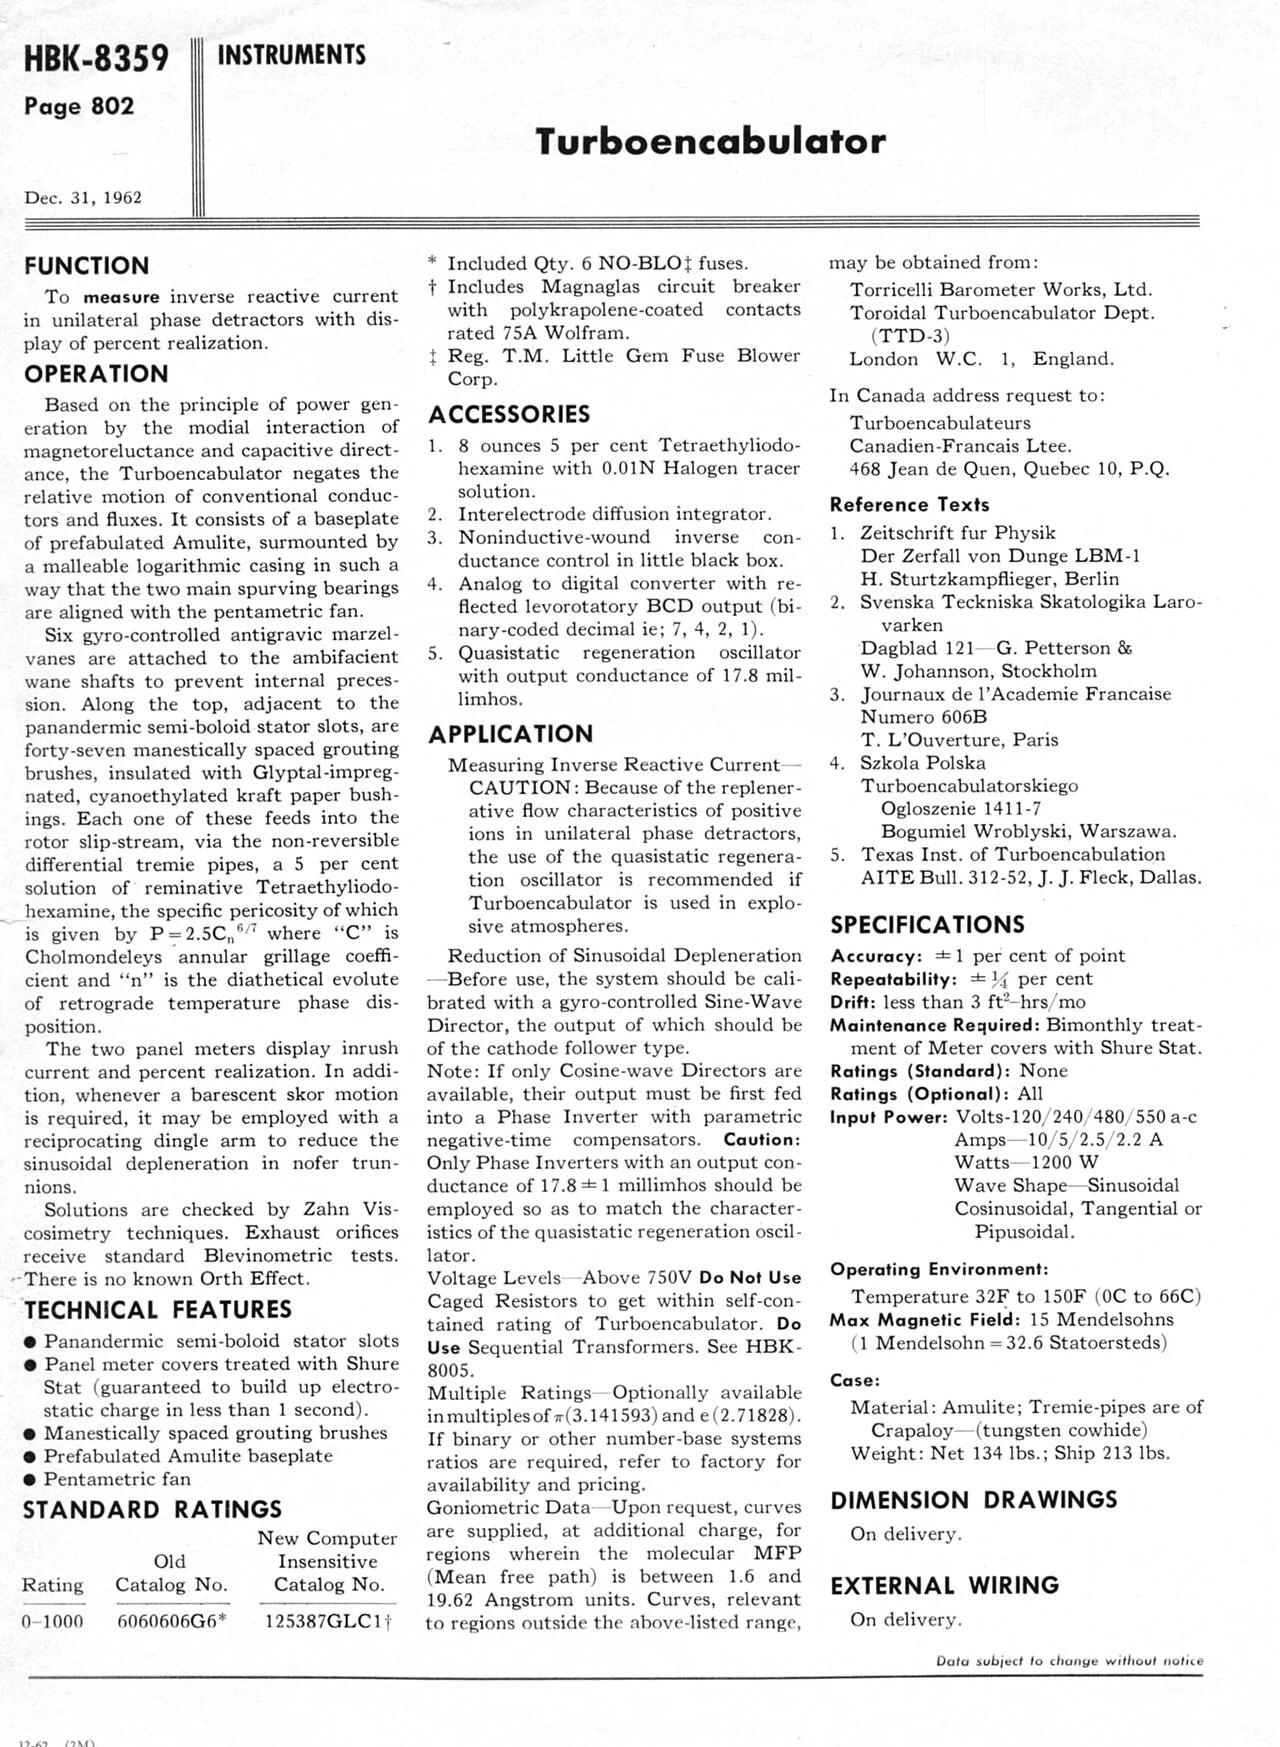 HBK-8359
Page 802
Dec. 31, 1962
INSTRUMENTS
Turboencabulator
FUNCTION
To measure inverse reactive current
in unilateral phase detractors with dis-
play of percent realization.
OPERATION
Based on the principle of power gen-
eration by the modial interaction of
magnetoreluctance and capacitive direct-
ance, the Turboencabulator negates the
relative motion of conventional conduc-
tors and fluxes. It consists of a baseplate
of prefabulated Amulite, surmounted by
a malleable logarithmic casing in such a
way that the two main spurving bearings
are aligned with the pentametric fan.
Six gyro-controlled antigravic marzel-
vanes are attached to the ambifacient
wane shafts to prevent internal preces-
sion. Along the top, adjacent to the
panandermic semi-boloid stator slots, are
forty-seven manestically spaced grouting
brushes, insulated with Glyptal-impreg-
nated, cyanoethylated kraft paper bush-
ings. Each one of these feeds into the
rotor slip-stream, via the non-reversible
differential tremie pipes, a 5 per cent
solution of reminative Tetraethyliodo-
hexamine, the specific pericosity of which
is given by P=2.5Cn6/7 where “C” is
Cholmondeleys annular grillage coeffi-
cient and “n” is the diathetical evolute
of retrograde temperature phase dis-
position.
The two panel meters display inrush
current and percent realization. In addi-
tion, whenever a barescent skor motion
is required, it may be employed with a
reciprocating dingle arm to reduce the
sinusoidal depleneration in nofer trun-
nions.
Solutions are checked by Zahn Vis-
cosimetry techniques. Exhaust orifices
receive standard Blevinometric tests.
There is no known Orth Effect.
TECHNICAL FEATURES
● Panandermic semi-boloid stator slots
● Panel meter covers treated with Shure
Stat (guaranteed to build up electro-
static charge in less than 1 second).
● Manestically spaced grouting brushes
● Prefabulated Amulite baseplate
● Pentametric fan
STANDARD RATINGS
New Computer
Old Insensitive
Rating Catalog No. Catalog No.
0–1000 6060606G6* 125387GLC1†
* Included Qty. 6 NO-BLO‡ fuses.
† Includes Magnaglas circuit breaker
with polykrapolene-coated contacts
rated 75A Wolfram.
‡ Reg. T.M. Little Gem Fuse Blower
Corp.
ACCESSORIES
1. 8 ounces 5 per cent Tetraethyliodo-
hexamine with 0.01N Halogen tracer
solution.
2. Interelectrode diffusion integrator.
3. Noninductive-wound inverse con-
ductance control in little black box.
4. Analog to digital converter with re-
flected levorotatory BCD output (bi-
nary-coded decimal ie; 7, 4, 2, 1).
5. Quasistatic regeneration oscillator
with output conductance of 17.8 mil-
limhos.
APPLICATION
Measuring Inverse Reactive Current—
CAUTION: Because of the replener-
ative flow characteristics of positive
ions in unilateral phase detractors,
the use of the quasistatic regenera-
tion oscillator is recommended if
Turboencabulator is used in explo-
sive atmospheres.
Reduction of Sinusoidal Depleneration
—Before use, the system should be cali-
brated with a gyro-controlled Sine-Wave
Director, the output of which should be
of the cathode follower type.
Note: If only Cosine-wave Directors are
available, their output must be first fed
into a Phase Inverter with parametric
negative-time compensators. Caution:
Only Phase Inverters with an output con-
ductance of 17.8 ± 1 millimhos should be
employed so as to match the character-
istics of the quasistatic regeneration oscil-
lator.
Voltage Levels—Above 750V Do Not Use
Caged Resistors to get within self-con-
tained rating of Turboencabulator. Do
Use Sequential Transformers. See HBK-
8005.
Multiple Ratings—Optionally available
in multiples of π (3.141593) and e (2.71828).
If binary or other number-base systems
ratios are required, refer to factory for
availability and pricing.
Goniometric Data—Upon request, curves
are supplied, at additional charge, for
regions wherein the molecular MFP
(Mean free path) is between 1.6 and
19.62 Angstrom units. Curves, relevant
to regions outside the above-listed range,
may be obtained from:
Torricelli Barometer Works, Ltd.
Toroidal Turboencabulator Dept.
(TTD-3)
London W.C. 1, England.
In Canada address request to:
Turboencabulateurs
Canadien-Francais Ltee.
468 Jean de Quen, Quebec 10, P.Q.
Reference Texts
1. Zeitschrift fur Physik
Der Zerfall von Dunge LBM-1
H. Sturtzkampflieger, Berlin
2. Svenska Teckniska Skatologika Laro-
varken
Dagblad 121—G. Petterson &
W. Johannson, Stockholm
3. Journaux de l'Academie Francaise
Numero 606B
T. L'Ouverture, Paris
4. Szkola Polska
Turboencabulatorskiego
Ogloszenie 1411-7
Bogumiel Wroblyski, Warszawa.
5. Texas Inst. of Turboencabulation
AITE Bull. 312-52, J. J. Fleck, Dallas.
SPECIFICATIONS
Accuracy: ±1 per cent of point
Repeatability: ±¼ per cent
Drift: less than 3 ft²–hrs/mo
Maintenance Required: Bimonthly treat-
ment of Meter covers with Shure Stat.
Ratings (Standard): None
Ratings (Optional): All
Input Power: Volts-120/240/480/550 a-c
Amps—10/5/2.5/2.2 A
Watts—1200 W
Wave Shape—Sinusoidal
Cosinusoidal, Tangential or
Pipusoidal.
Operating Environment:
Temperature 32F to 150F (0C to 66C)
Max Magnetic Field: 15 Mendelsohns
(1 Mendelsohn=32.6 Statoersteds)
Case:
Material: Amulite; Tremie-pipes are of
Crapaloy—(tungsten cowhide)
Weight: Net 134 lbs.; Ship 213 lbs.
DIMENSION DRAWINGS
On delivery.
EXTERNAL WIRING
On delivery.
Data subject to change without notice
12-62 (2M)